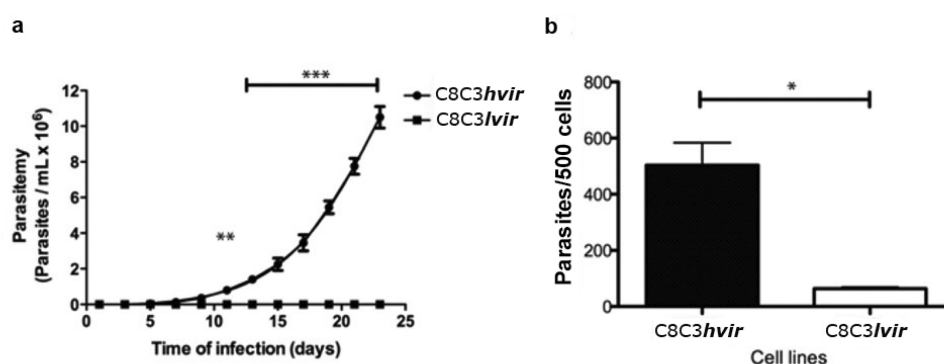 a
***
12
10
8
6
4
2
0
**
Parasitemy
(Parasites / mL x 10⁶)
0 5 10 15 20 25
Time of infection (days)
C8C3hvir
C8C3lvir
b
800
600
400
200
0
*
Parasites/500 cells
C8C3hvir C8C3lvir
Cell lines